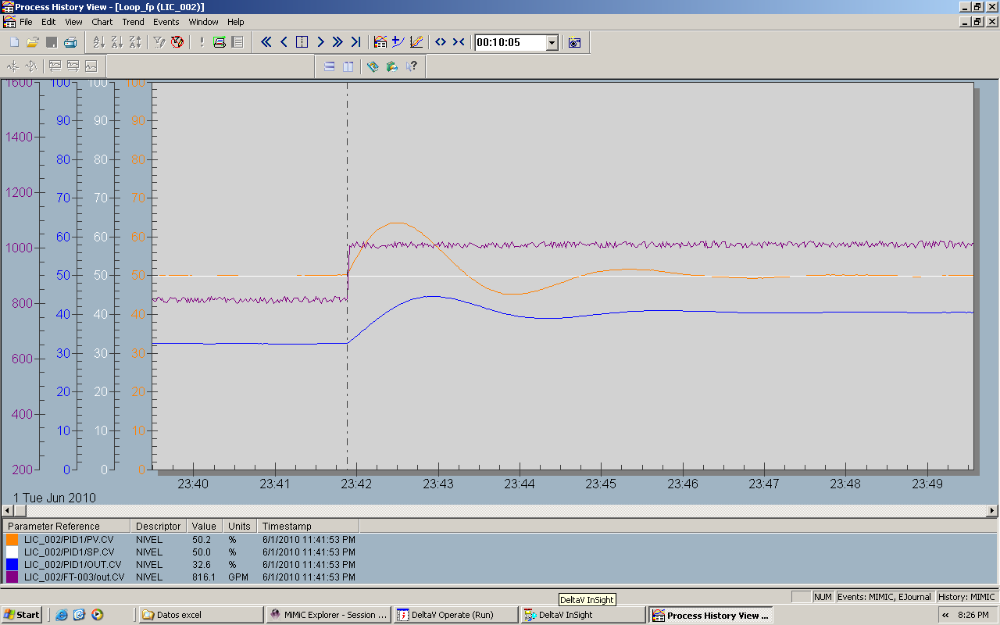 Process History View - [Loop_fp (LIC_002)]
File Edit View Chart Trend Events Window Help
00:10:05
1600 100 100 100
90 90 90
1400
80 80 80
1200 70 70 70
60 60 60
1000
50 50 50
800
40 40 40
600 30 30 30
400 20 20 20
10 10 10
200 0 0 0
23:40 23:41 23:42 23:43 23:44 23:45 23:46 23:47 23:48 23:49
1 Tue Jun 2010
Parameter Reference Descriptor Value Units Timestamp
LIC_002/PID1/PV.CV NIVEL 50.2 % 6/1/2010 11:41:53 PM
LIC_002/PID1/SP.CV NIVEL 50.0 % 6/1/2010 11:41:53 PM
LIC_002/PID1/OUT.CV NIVEL 32.6 % 6/1/2010 11:41:53 PM
LIC_002/FT-003/out.CV NIVEL 816.1 GPM 6/1/2010 11:41:53 PM
DeltaV InSight
NUM Events: MIMIC, EJournal History: MIMIC
Start Datos excel MiMiC Explorer - Session ... DeltaV Operate (Run) DeltaV InSight Process History View ... « 8:26 PM